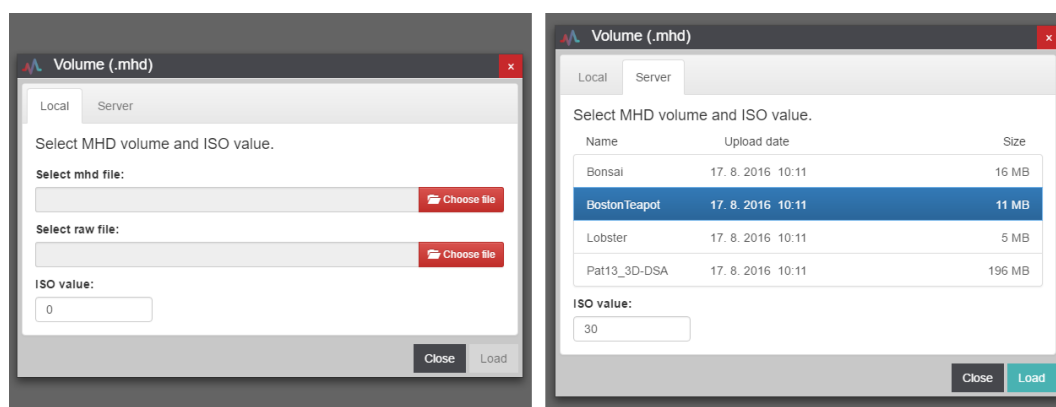 Volume (.mhd)
x
Local Server
Select MHD volume and ISO value.
Select mhd file:
Choose file
Select raw file:
Choose file
ISO value:
0
Close Load
Volume (.mhd)
x
Local Server
Select MHD volume and ISO value.
Name Upload date Size
Bonsai 17. 8. 2016 10:11 16 MB
BostonTeapot 17. 8. 2016 10:11 11 MB
Lobster 17. 8. 2016 10:11 5 MB
Pat13_3D-DSA 17. 8. 2016 10:11 196 MB
ISO value:
30
Close Load